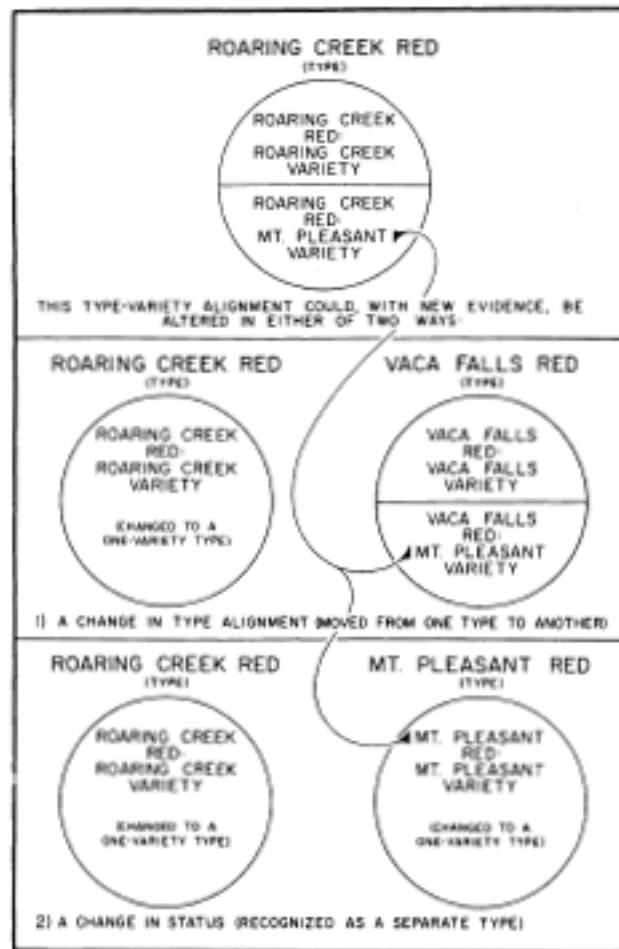 ROARING CREEK RED
(TYPE)
ROARING CREEK
RED:
ROARING CREEK
VARIETY
ROARING CREEK
RED:
MT. PLEASANT
VARIETY
THIS TYPE-VARIETY ALIGNMENT COULD, WITH NEW EVIDENCE, BE
ALTERED IN EITHER OF TWO WAYS:
ROARING CREEK RED
(TYPE)
ROARING CREEK
RED:
ROARING CREEK
VARIETY
(CHANGED TO A
ONE-VARIETY TYPE)
VACA FALLS RED
(TYPE)
VACA FALLS
RED:
VACA FALLS
VARIETY
VACA FALLS
RED:
MT. PLEASANT
VARIETY
1) A CHANGE IN TYPE ALIGNMENT (MOVED FROM ONE TYPE TO ANOTHER)
ROARING CREEK RED
(TYPE)
ROARING CREEK
RED:
ROARING CREEK
VARIETY
(CHANGED TO A
ONE-VARIETY TYPE)
MT. PLEASANT RED
(TYPE)
MT. PLEASANT
RED:
MT. PLEASANT
VARIETY
(CHANGED TO A
ONE-VARIETY TYPE)
2) A CHANGE IN STATUS (RECOGNIZED AS A SEPARATE TYPE)